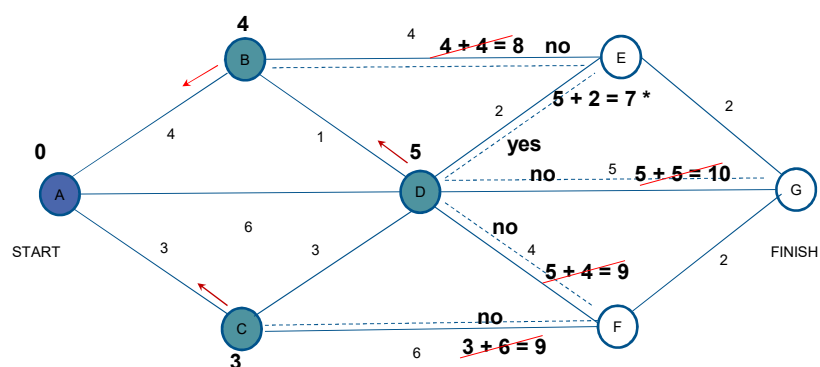 4
4
4 + 4 = 8 no
B
E
5 + 2 = 7 *
2
2
4
1
0
5
yes
5
no
5 + 5 = 10
A
D
G
6
no
START
3
3
4
FINISH
5 + 4 = 9
2
C
no
F
3
6
3 + 6 = 9